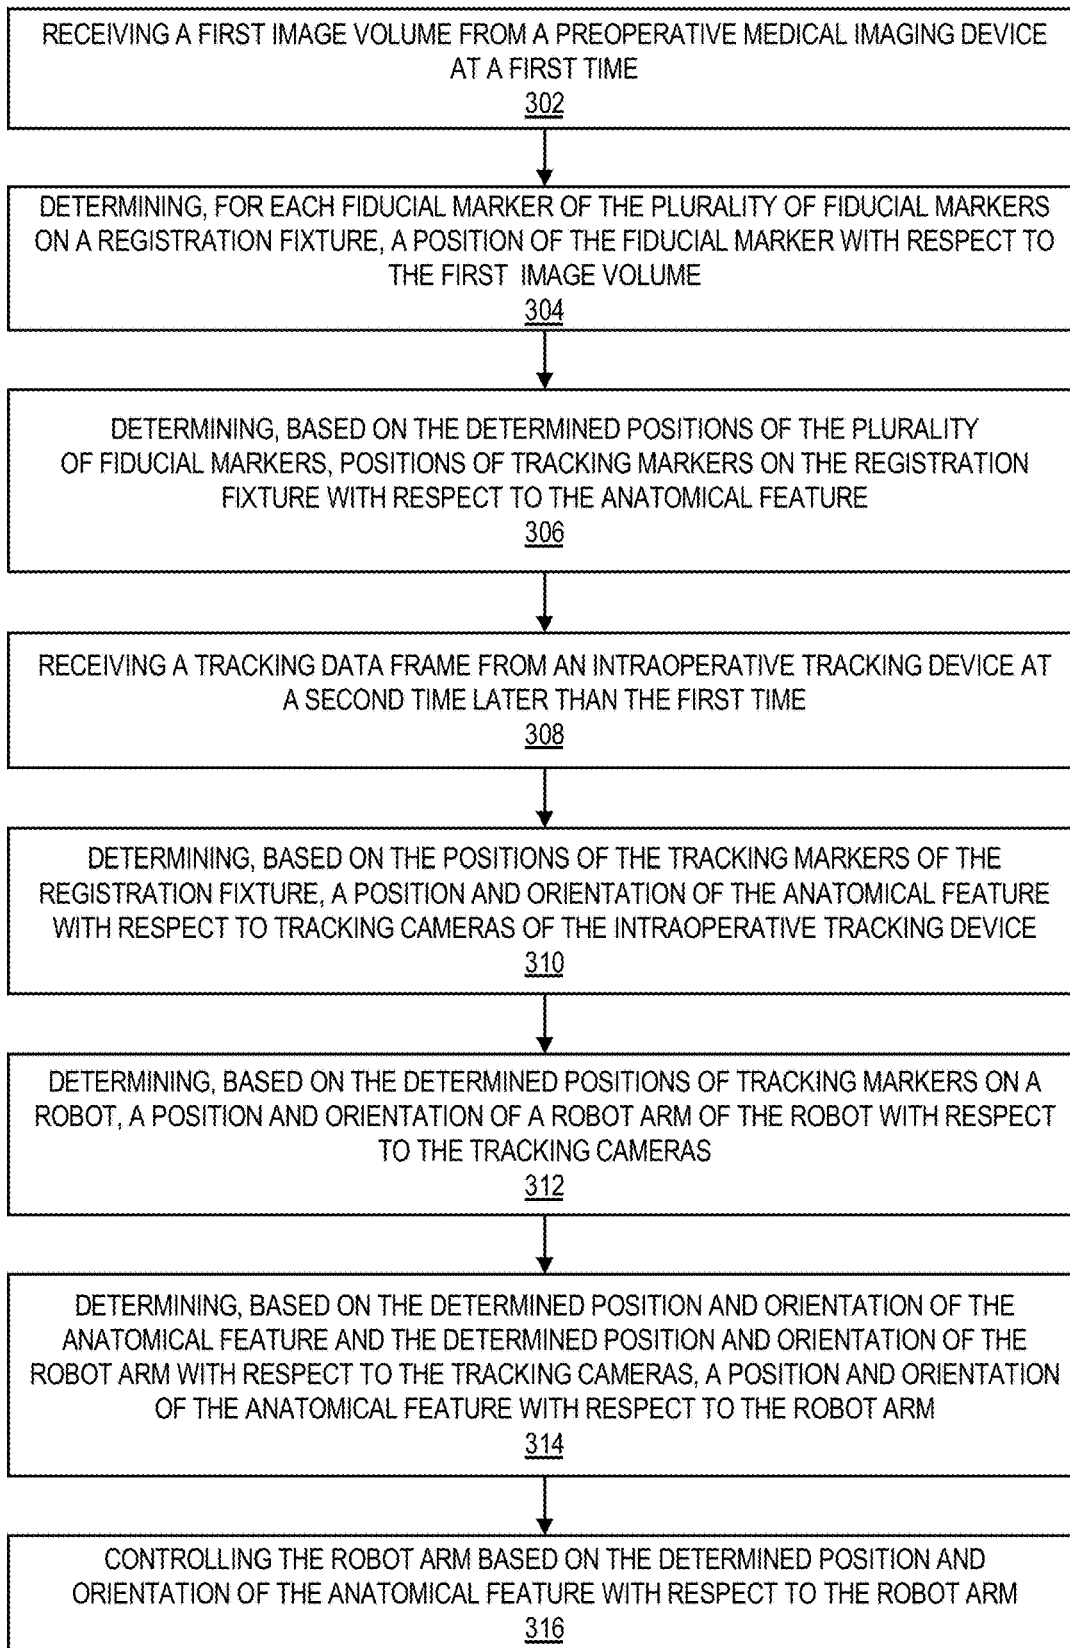 RECEIVING A FIRST IMAGE VOLUME FROM A PREOPERATIVE MEDICAL IMAGING DEVICE
AT A FIRST TIME
302
DETERMINING, FOR EACH FIDUCIAL MARKER OF THE PLURALITY OF FIDUCIAL MARKERS
ON A REGISTRATION FIXTURE, A POSITION OF THE FIDUCIAL MARKER WITH RESPECT TO
THE FIRST IMAGE VOLUME
304
DETERMINING, BASED ON THE DETERMINED POSITIONS OF THE PLURALITY
OF FIDUCIAL MARKERS, POSITIONS OF TRACKING MARKERS ON THE REGISTRATION
FIXTURE WITH RESPECT TO THE ANATOMICAL FEATURE
306
RECEIVING A TRACKING DATA FRAME FROM AN INTRAOPERATIVE TRACKING DEVICE AT
A SECOND TIME LATER THAN THE FIRST TIME
308
DETERMINING, BASED ON THE POSITIONS OF THE TRACKING MARKERS OF THE
REGISTRATION FIXTURE, A POSITION AND ORIENTATION OF THE ANATOMICAL FEATURE
WITH RESPECT TO TRACKING CAMERAS OF THE INTRAOPERATIVE TRACKING DEVICE
310
DETERMINING, BASED ON THE DETERMINED POSITIONS OF TRACKING MARKERS ON A
ROBOT, A POSITION AND ORIENTATION OF A ROBOT ARM OF THE ROBOT WITH RESPECT
TO THE TRACKING CAMERAS
312
DETERMINING, BASED ON THE DETERMINED POSITION AND ORIENTATION OF THE
ANATOMICAL FEATURE AND THE DETERMINED POSITION AND ORIENTATION OF THE
ROBOT ARM WITH RESPECT TO THE TRACKING CAMERAS, A POSITION AND ORIENTATION
OF THE ANATOMICAL FEATURE WITH RESPECT TO THE ROBOT ARM
314
CONTROLLING THE ROBOT ARM BASED ON THE DETERMINED POSITION AND
ORIENTATION OF THE ANATOMICAL FEATURE WITH RESPECT TO THE ROBOT ARM
316